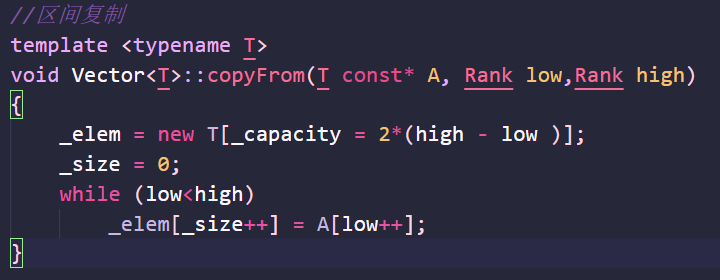 //区间复制
template <typename T>
void Vector<T>::copyFrom(T const* A, Rank low,Rank high)
{
    _elem = new T[_capacity = 2*(high - low )];
    _size = 0;
    while (low<high)
        _elem[_size++] = A[low++];
}